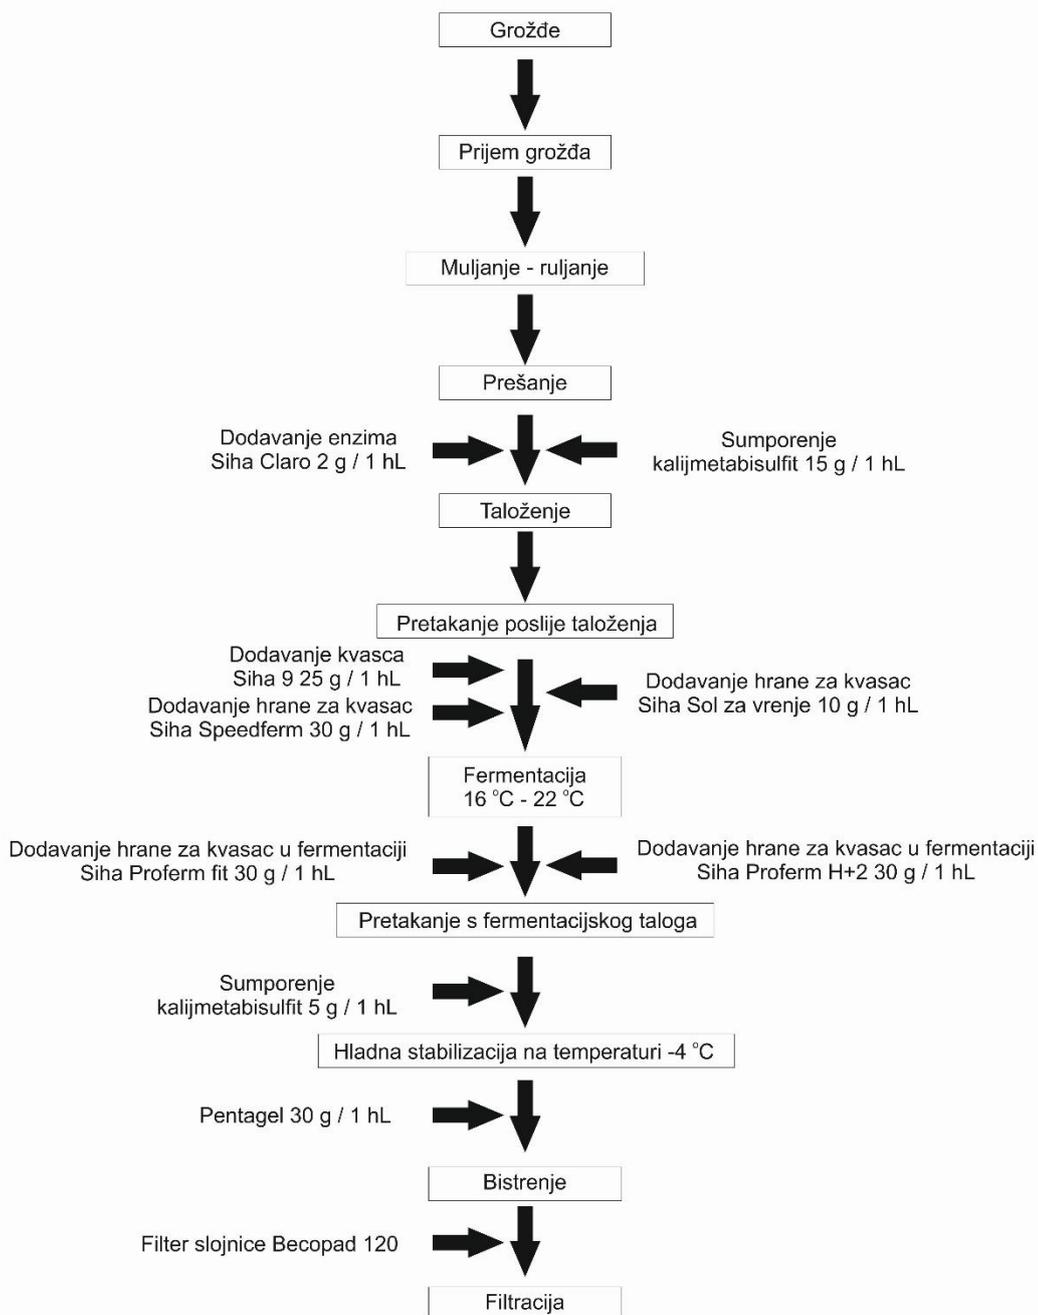 Grožđe
Prijem grožđa
Muljanje - ruljanje
Prešanje
Dodavanje enzima
Siha Claro 2 g / 1 hL
Sumporenje
kalijmetabisulfit 15 g / 1 hL
Taloženje
Pretakanje poslije taloženja
Dodavanje kvasca
Siha 9 25 g / 1 hL
Dodavanje hrane za kvasac
Siha Speedferm 30 g / 1 hL
Dodavanje hrane za kvasac
Siha Sol za vrenje 10 g / 1 hL
Fermentacija
16 °C - 22 °C
Dodavanje hrane za kvasac u fermentaciji
Siha Proferm fit 30 g / 1 hL
Dodavanje hrane za kvasac u fermentaciji
Siha Proferm H+2 30 g / 1 hL
Pretakanje s fermentacijskog taloga
Sumporenje
kalijmetabisulfit 5 g / 1 hL
Hladna stabilizacija na temperaturi -4 °C
Pentagel 30 g / 1 hL
Bistrenje
Filter slojnice Becopad 120
Filtracija